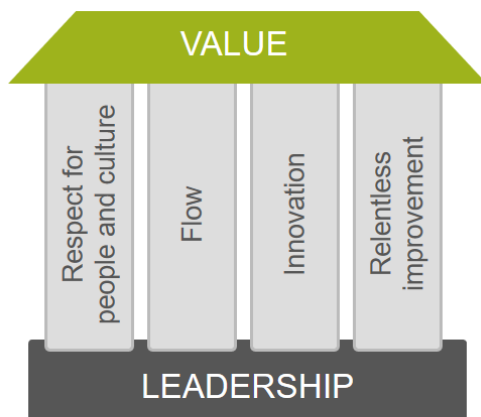 VALUE
Respect for
people and culture
Flow
Innovation
Relentless
improvement
LEADERSHIP